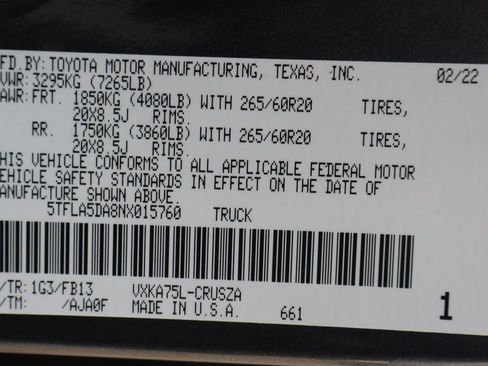 FD.BY: TOYOTA MOTOR MANUFACTURING, TEXAS, INC. 02/22
VWR: 3295KG (7265LB)
AWR: FRT. 1850KG (4080LB) WITH 265/60R20 TIRES,
20X8.5J RIMS.
RR. 1750KG (3860LB) WITH 265/60R20 TIRES,
20X8.5J RIMS.
HIS VEHICLE CONFORMS TO ALL APPLICABLE FEDERAL MOTOR
EHICLE SAFETY STANDARDS IN EFFECT ON THE DATE OF
ANUFACTURE SHOWN ABOVE.
5TFLA5DA8NX015760 TRUCK
/TR: 1G3/FB13 VXKA75L-CRUSZA
/TM: /AJA0F MADE IN U.S.A. 661 1